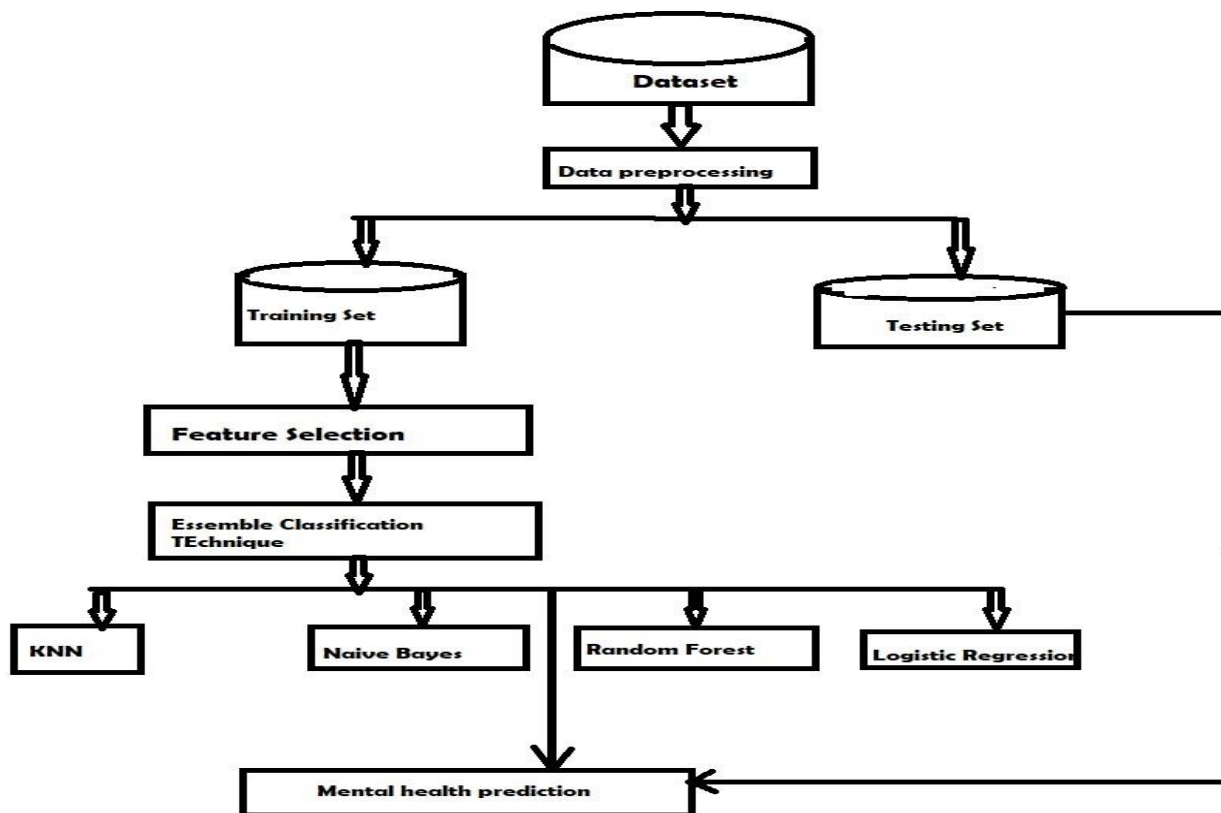 Dataset
Data preprocessing
Training Set
Testing Set
Feature Selection
Essemble Classification
TEchnique
KNN
Naive Bayes
Random Forest
Logistic Regression
Mental health prediction